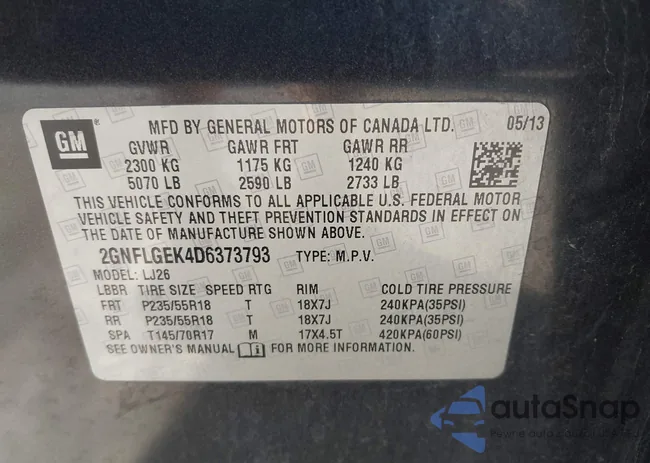 GM
MFD BY GENERAL MOTORS OF CANADA LTD. 05/13
GVWR GAWR FRT GAWR RR
2300 KG 1175 KG 1240 KG
5070 LB 2590 LB 2733 LB
THIS VEHICLE CONFORMS TO ALL APPLICABLE U.S. FEDERAL MOTOR
VEHICLE SAFETY AND THEFT PREVENTION STANDARDS IN EFFECT ON
THE DATE OF MANUFACTURE SHOWN ABOVE.
2GNFLGEK4D6373793 TYPE: M.P.V.
MODEL: LJ26
LBBR TIRE SIZE SPEED RTG RIM COLD TIRE PRESSURE
FRT P235/55R18 T 18X7J 240KPA(35PSI)
RR P235/55R18 T 18X7J 240KPA(35PSI)
SPA T145/70R17 M 17X4.5T 420KPA(60PSI)
SEE OWNER'S MANUAL FOR MORE INFORMATION.
autaSnap